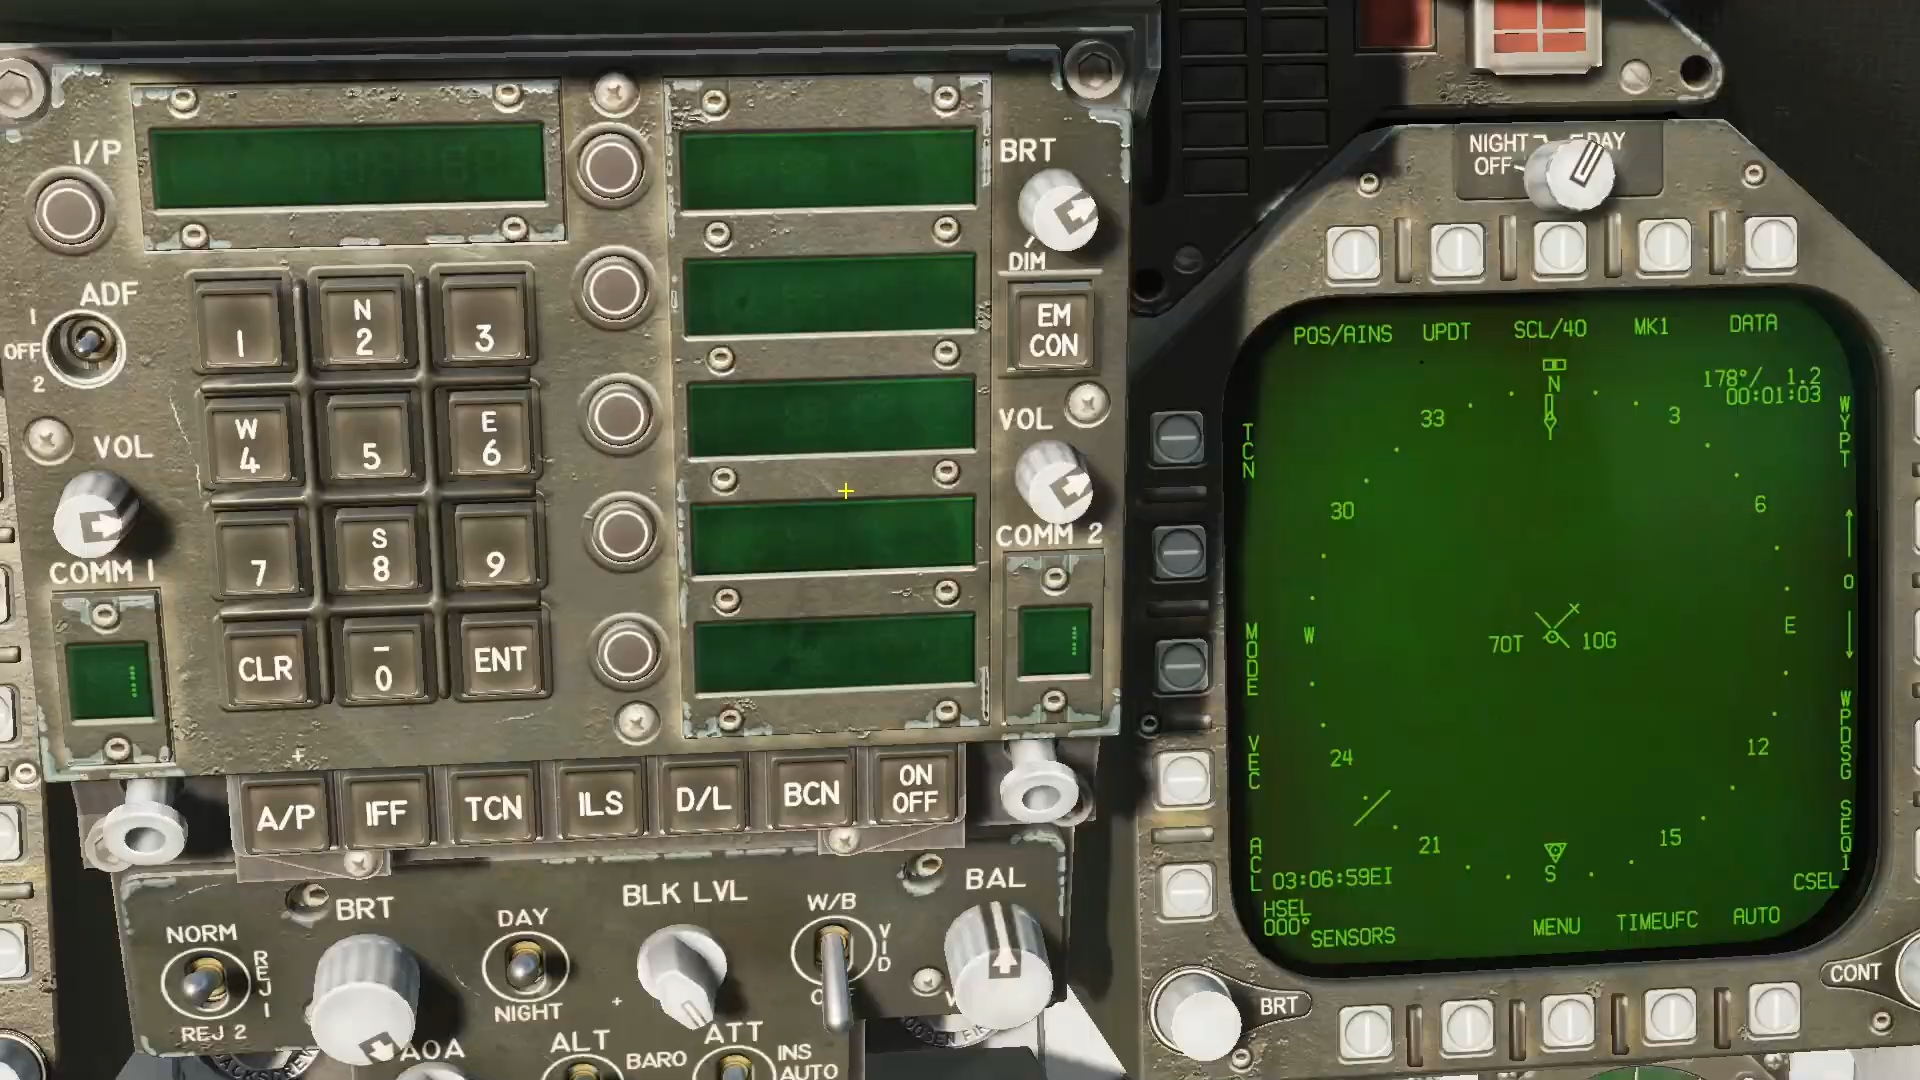 I/P
BRT
DIM
ADF
1
OFF
2
1
N
2
3
EM
CON
W
4
5
E
6
VOL
VOL
7
S
8
9
COMM 1
COMM 2
CLR
–
0
ENT
A/P
IFF
TCN
ILS
D/L
BCN
ON
OFF
BRT
BLK LVL
BAL
NORM
REJ 1
REJ 2
DAY
NIGHT
W/B
VID
AOA
ALT
BARO
ATT
INS
AUTO
NIGHT
DAY
OFF
POS/AINS UPDT SCL/40 MK1 DATA
178°/ 1.2
00:01:03
N
33
3
TCN
WYPT
30
6
0
W
E
70T
10G
MODE
WPDSG
24
12
VEC
21
15
SEQ1
S
ACL
03:06:59EI
CSEL
HSEL
000°
SENSORS MENU TIMEUFC AUTO
BRT
CONT